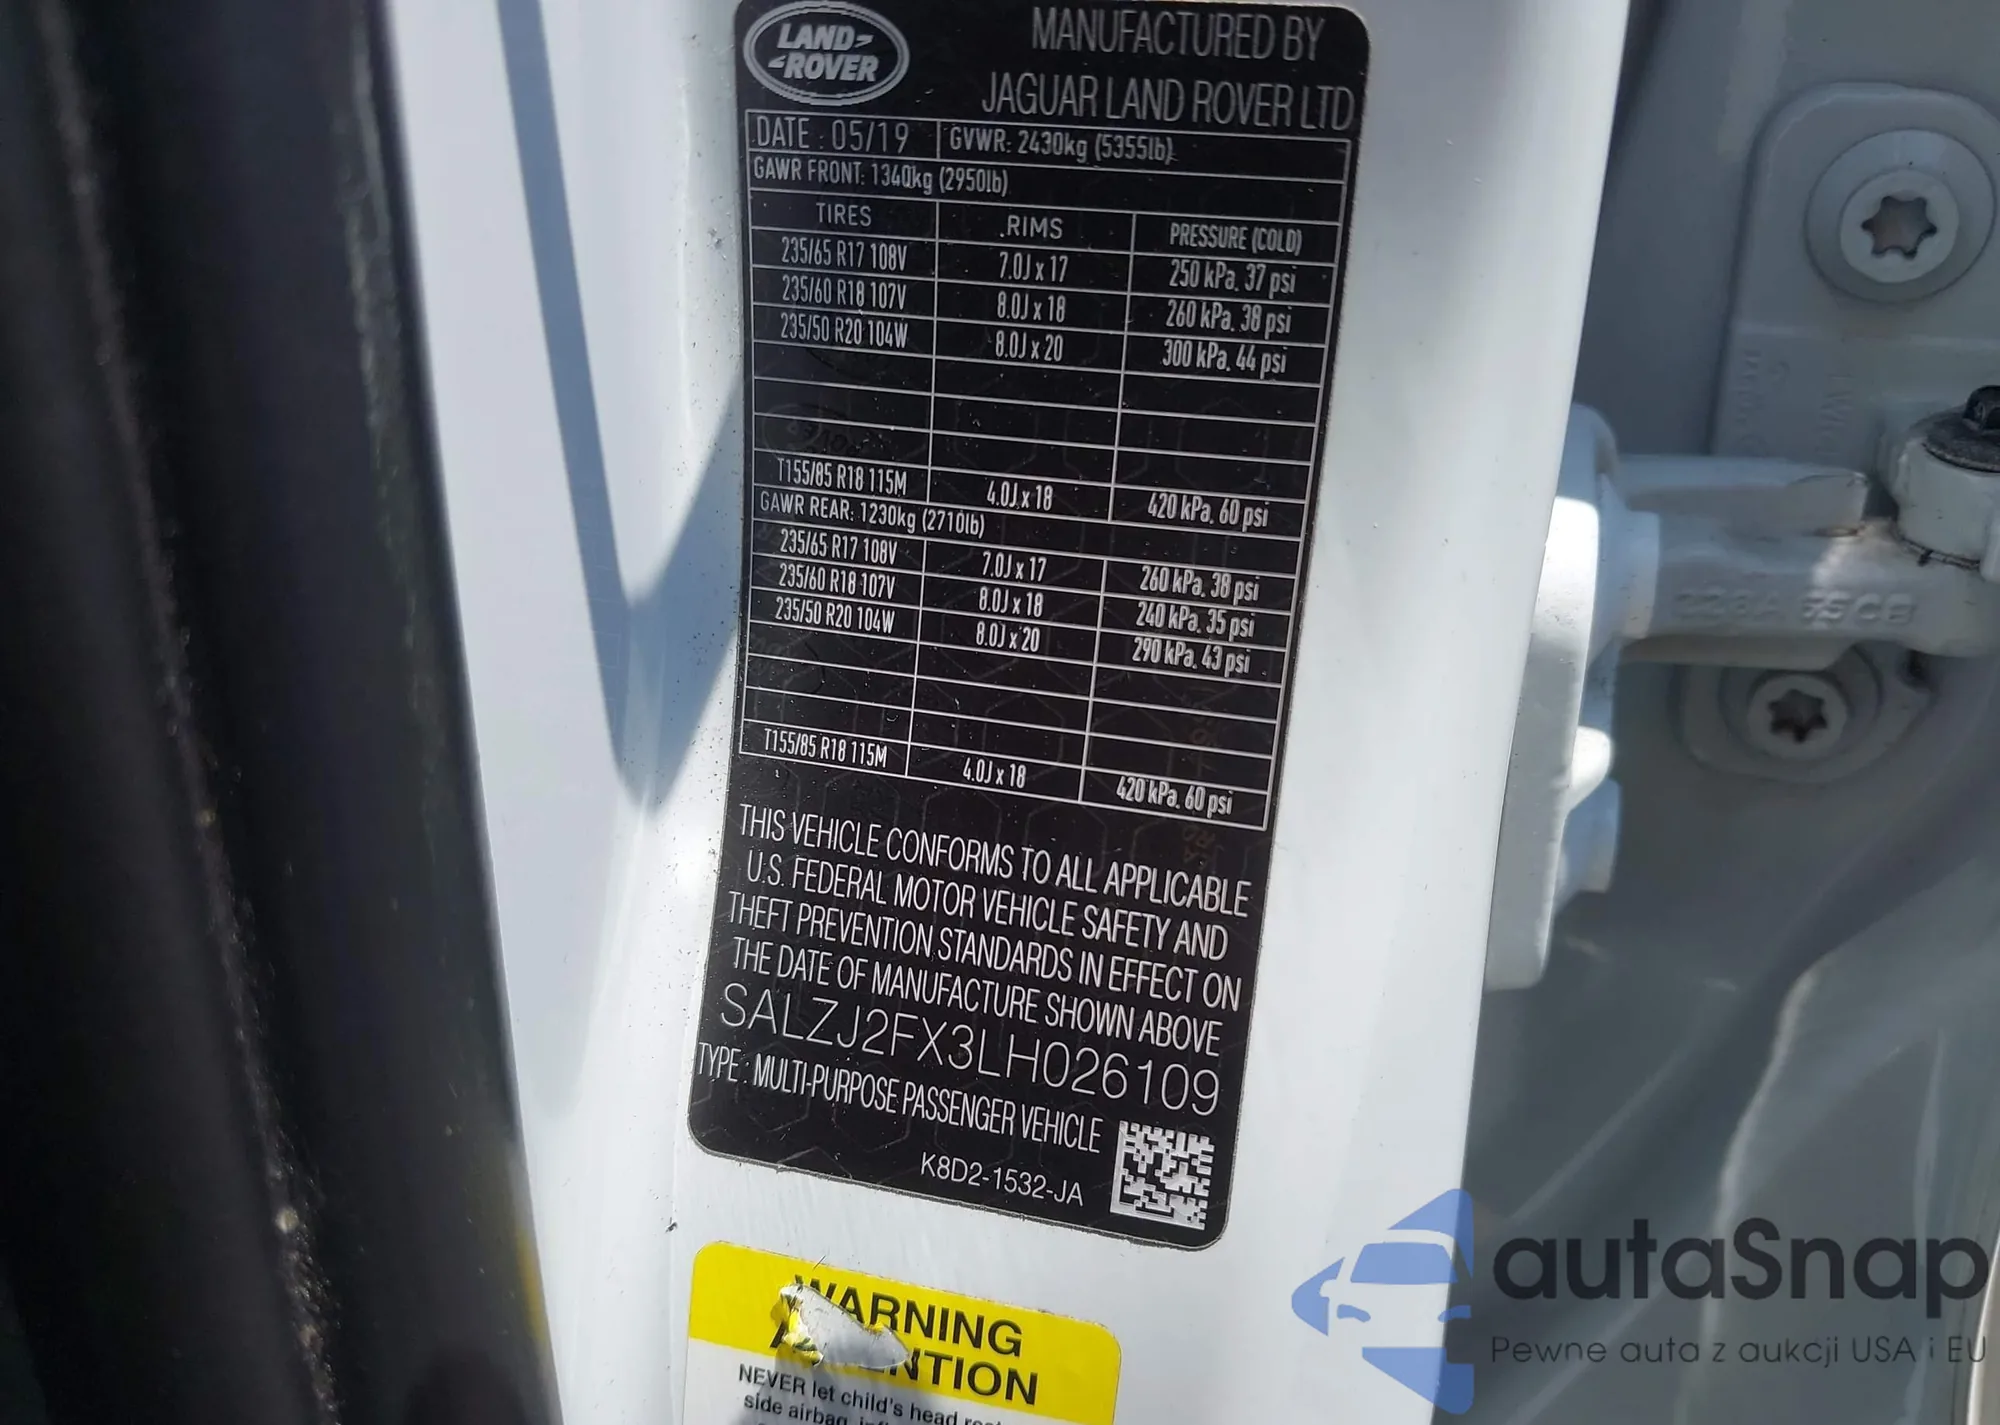 LAND-
-ROVER
MANUFACTURED BY
JAGUAR LAND ROVER LTD
DATE : 05/19 GVWR: 2430kg (5355lb)
GAWR FRONT: 1340kg (2950lb)
TIRES RIMS PRESSURE (COLD)
235/65 R17 108V 7.0J x 17 250 kPa, 37 psi
235/60 R18 107V 8.0J x 18 260 kPa, 38 psi
235/50 R20 104W 8.0J x 20 300 kPa, 44 psi
T155/85 R18 115M 4.0J x 18 420 kPa, 60 psi
GAWR REAR: 1230kg (2710lb)
235/65 R17 108V 7.0J x 17 260 kPa, 38 psi
235/60 R18 107V 8.0J x 18 240 kPa, 35 psi
235/50 R20 104W 8.0J x 20 290 kPa, 43 psi
T155/85 R18 115M 4.0J x 18 420 kPa, 60 psi
THIS VEHICLE CONFORMS TO ALL APPLICABLE
U.S. FEDERAL MOTOR VEHICLE SAFETY AND
THEFT PREVENTION STANDARDS IN EFFECT ON
THE DATE OF MANUFACTURE SHOWN ABOVE
SALZJ2FX3LH026109
TYPE : MULTI-PURPOSE PASSENGER VEHICLE
K8D2-1532-JA
WARNING
NEVER let child's head
side airbag
autaSnap
Pewne auta z aukcji USA i EU